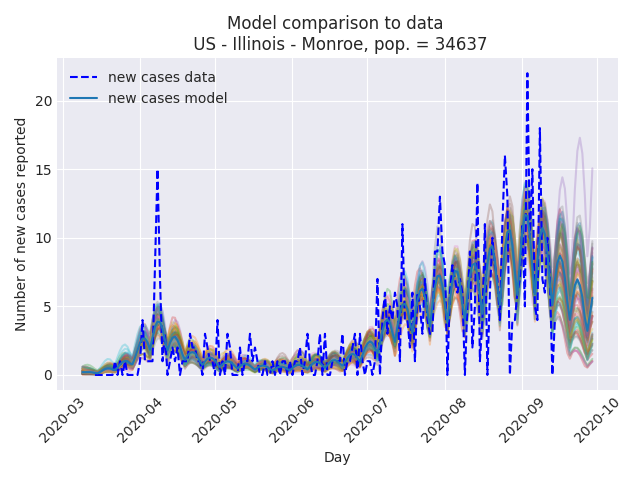 Model comparison to data
US - Illinois - Monroe, pop. = 34637
new cases data
new cases model
Number of new cases reported
20
15
10
5
0
2020-03
2020-04
2020-05
2020-06
2020-07
2020-08
2020-09
2020-10
Day